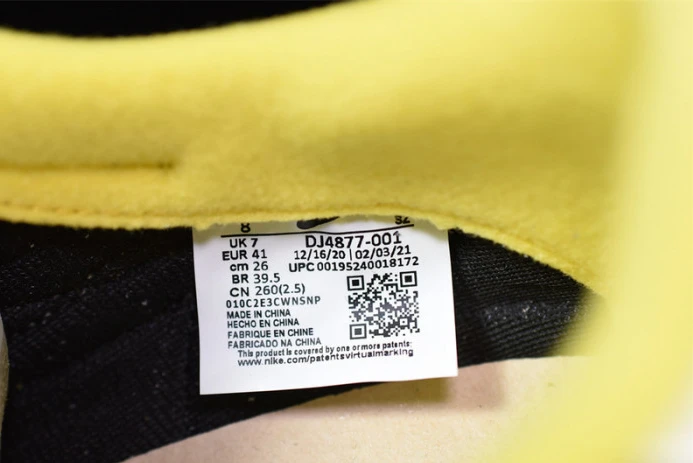 8 SZ
UK 7 DJ4877-001
EUR 41 12/16/20 | 02/03/21
cm 26 UPC 00195240018172
BR 39.5
CN 260(2.5)
010C2E3CWNSNP
MADE IN CHINA
HECHO EN CHINA
FABRIQUE EN CHINE
FABRICADO NA CHINA
This product is covered by one or more patents:
www.nike.com/patentsvirtualmarking